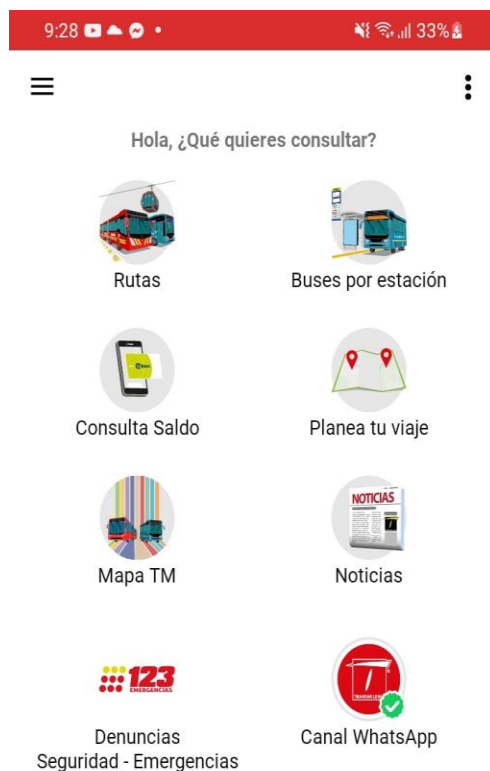 9:28 33%
Hola, ¿Qué quieres consultar?
Rutas
Buses por estación
Consulta Saldo
Planea tu viaje
NOTICIAS
Mapa TM
Noticias
123
EMERGENCIAS
Denuncias
Seguridad - Emergencias
Canal WhatsApp